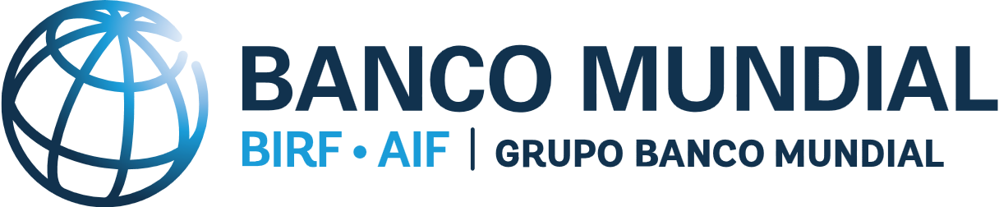 BANCO MUNDIAL
BIRF • AIF | GRUPO BANCO MUNDIAL